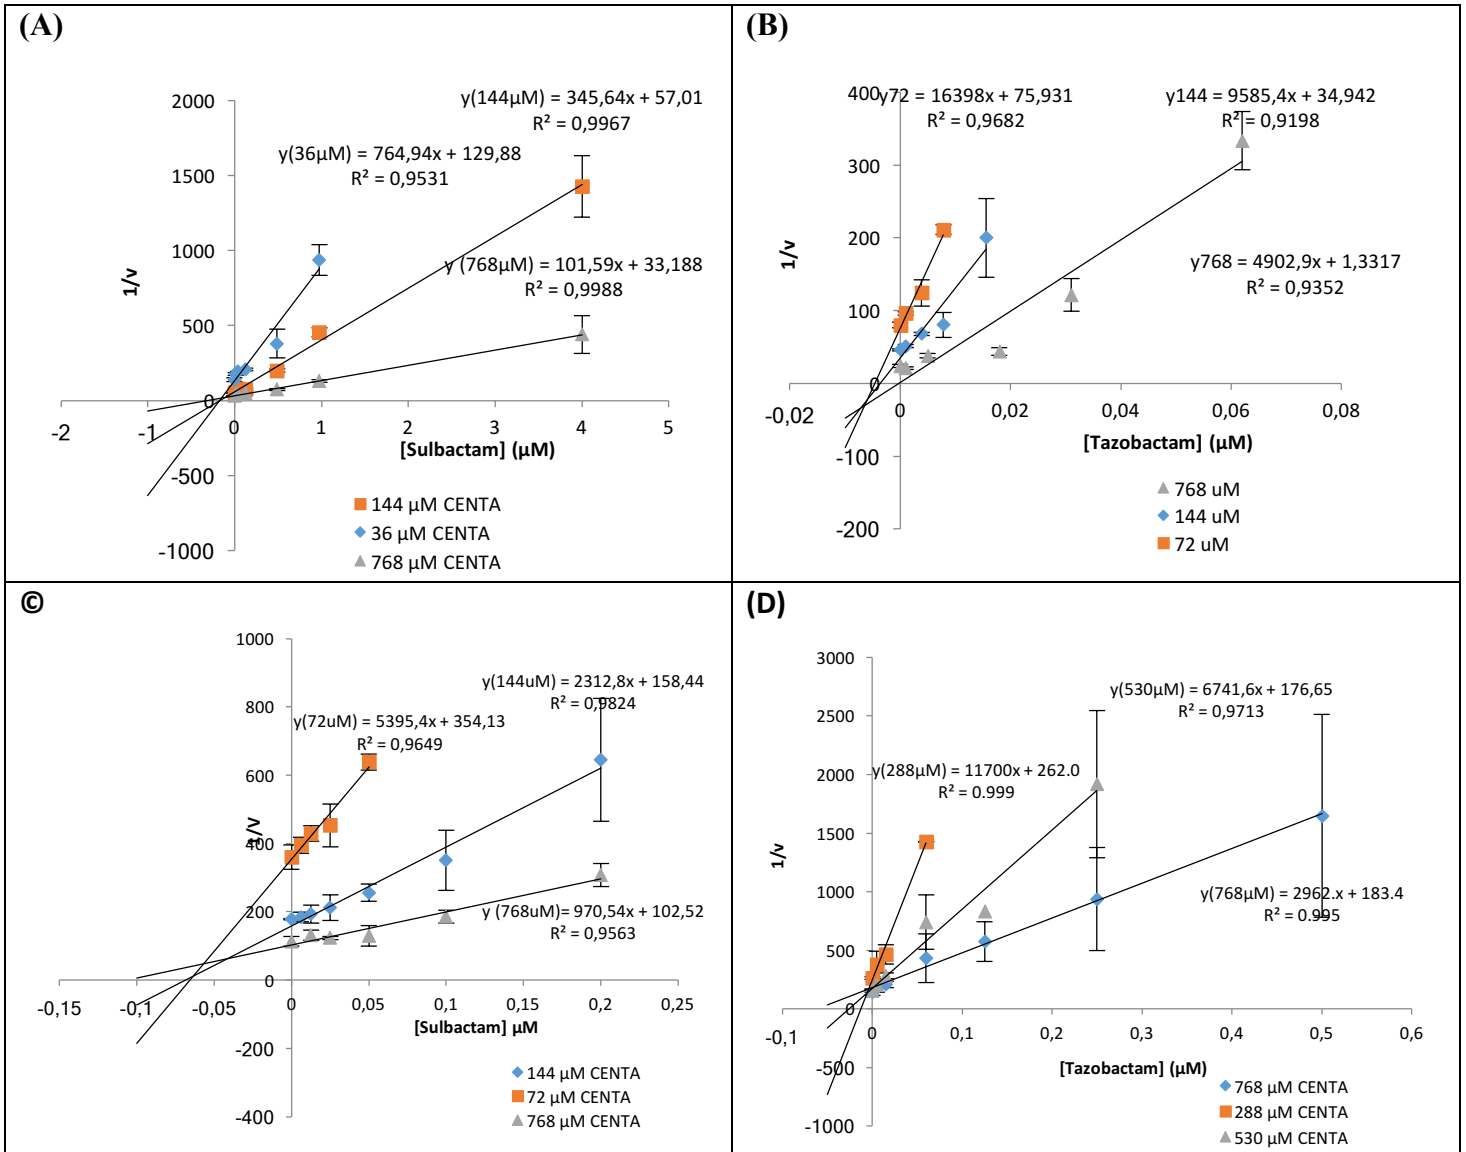 (A)
y(144µM) = 345,64x + 57,01
R² = 0,9967
y(36µM) = 764,94x + 129,88
R² = 0,9531
y (768µM) = 101,59x + 33,188
R² = 0,9988
2000
1500
1000
500
0
-500
-1000
1/v
-2
-1
0
1
2
3
4
5
[Sulbactam] (µM)
144 µM CENTA
36 µM CENTA
768 µM CENTA
(B)
y72 = 16398x + 75,931
R² = 0,9682
y144 = 9585,4x + 34,942
R² = 0,9198
y768 = 4902,9x + 1,3317
R² = 0,9352
400
300
200
100
0
-100
-200
1/v
-0,02
0
0,02
0,04
0,06
0,08
[Tazobactam] (µM)
768 uM
144 uM
72 uM
©
y(144uM) = 2312,8x + 158,44
R² = 0,9824
y(72uM) = 5395,4x + 354,13
R² = 0,9649
y (768uM)= 970,54x + 102,52
R² = 0,9563
1000
800
600
400
200
0
-200
-400
1/v
-0,15
-0,1
-0,05
0
0,05
0,1
0,15
0,2
0,25
[Sulbactam] µM
144 µM CENTA
72 µM CENTA
768 µM CENTA
(D)
y(530µM) = 6741,6x + 176,65
R² = 0,9713
y(288µM) = 11700x + 262.0
R² = 0.999
y(768µM) = 2962.x + 183.4
R² = 0.995
3000
2500
2000
1500
1000
500
0
-500
-1000
1/v
-0,1
0
0,1
0,2
0,3
0,4
0,5
0,6
[Tazobactam] (µM)
768 µM CENTA
288 µM CENTA
530 µM CENTA